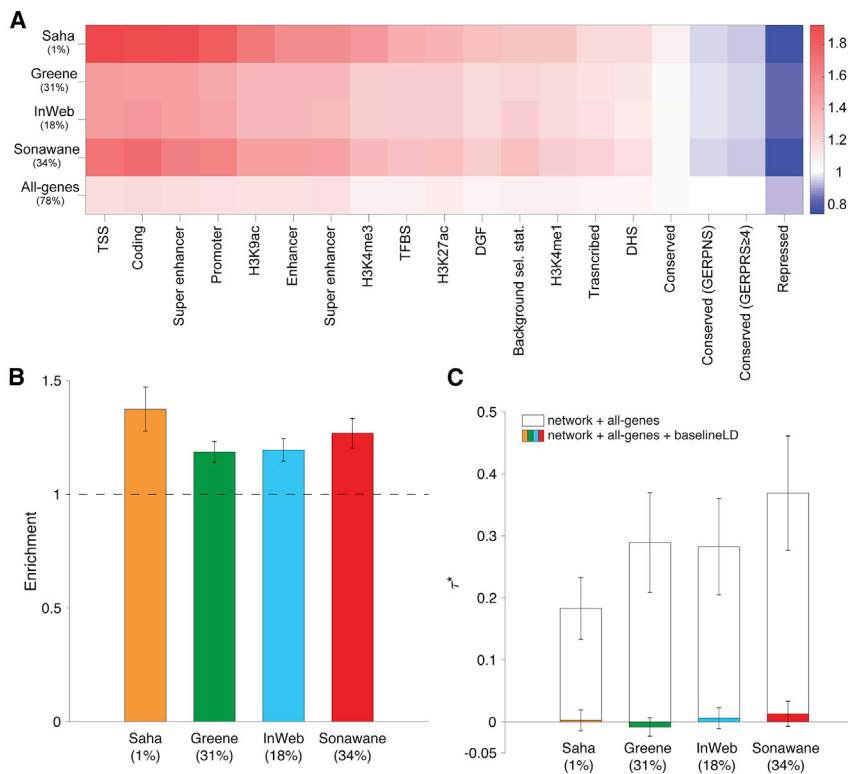 A
Saha
(1%)
Greene
(31%)
InWeb
(18%)
Sonawane
(34%)
All-genes
(78%)
1.8
1.6
1.4
1.2
1
0.8
TSS
Coding
Super enhancer
Promoter
H3K9ac
Enhancer
Super enhancer
H3K4me3
TFBS
H3K27ac
DGF
Background sel. stat.
H3K4me1
Trasncribed
DHS
Conserved
Conserved (GERPNS)
Conserved (GERPRS≥4)
Repressed
B
Enrichment
1.5
1
0.5
0
Saha
(1%)
Greene
(31%)
InWeb
(18%)
Sonawane
(34%)
C
network + all-genes
network + all-genes + baselineLD
τ*
0.5
0.4
0.3
0.2
0.1
0
-0.05
Saha
(1%)
Greene
(31%)
InWeb
(18%)
Sonawane
(34%)